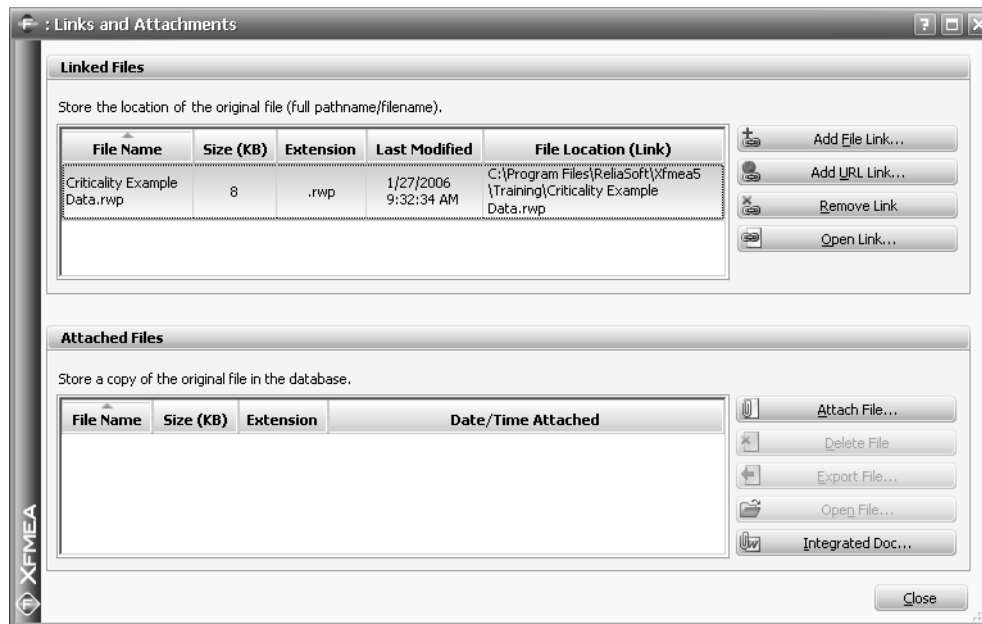 : Links and Attachments
Linked Files
Store the location of the original file (full pathname/filename).
File Name Size (KB) Extension Last Modified File Location (Link)
Criticality Example Data.rwp 8 .rwp 1/27/2006 9:32:34 AM C:\Program Files\ReliaSoft\Xfmea5\Training\Criticality Example Data.rwp
Add File Link...
Add URL Link...
Remove Link
Open Link...
Attached Files
Store a copy of the original file in the database.
File Name Size (KB) Extension Date/Time Attached
Attach File...
Delete File
Export File...
Open File...
Integrated Doc...
XFMEA
Close